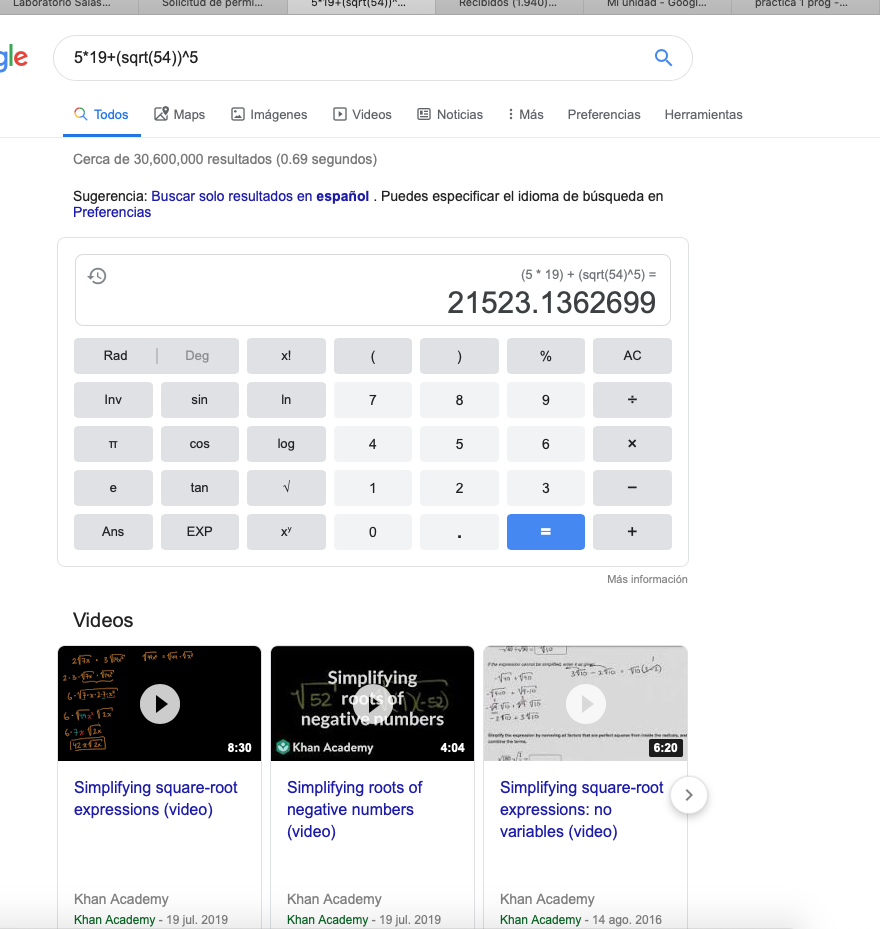 Laboratorio Salas...
Solicitud de permi...
5*19+(sqrt(54))^...
Recibidos (1.940)...
Mi unidad - Googl...
práctica 1 prog -...
gle
5*19+(sqrt(54))^5
Todos
Maps
Imágenes
Videos
Noticias
Más
Preferencias
Herramientas
Cerca de 30,600,000 resultados (0.69 segundos)
Sugerencia: Buscar solo resultados en español . Puedes especificar el idioma de búsqueda en
Preferencias
(5 * 19) + (sqrt(54)^5) =
21523.1362699
Rad | Deg x! ( ) % AC
Inv sin ln 7 8 9 ÷
π cos log 4 5 6 ×
e tan √ 1 2 3 −
Ans EXP xʸ 0 . = +
Más información
Videos
8:30
Simplifying
roots of
negative numbers
Khan Academy
4:04
6:20
Simplifying square-root
expressions (video)
Khan Academy
Khan Academy - 19 jul. 2019
Simplifying roots of
negative numbers
(video)
Khan Academy
Khan Academy - 19 jul. 2019
Simplifying square-root
expressions: no
variables (video)
Khan Academy
Khan Academy - 14 ago. 2016